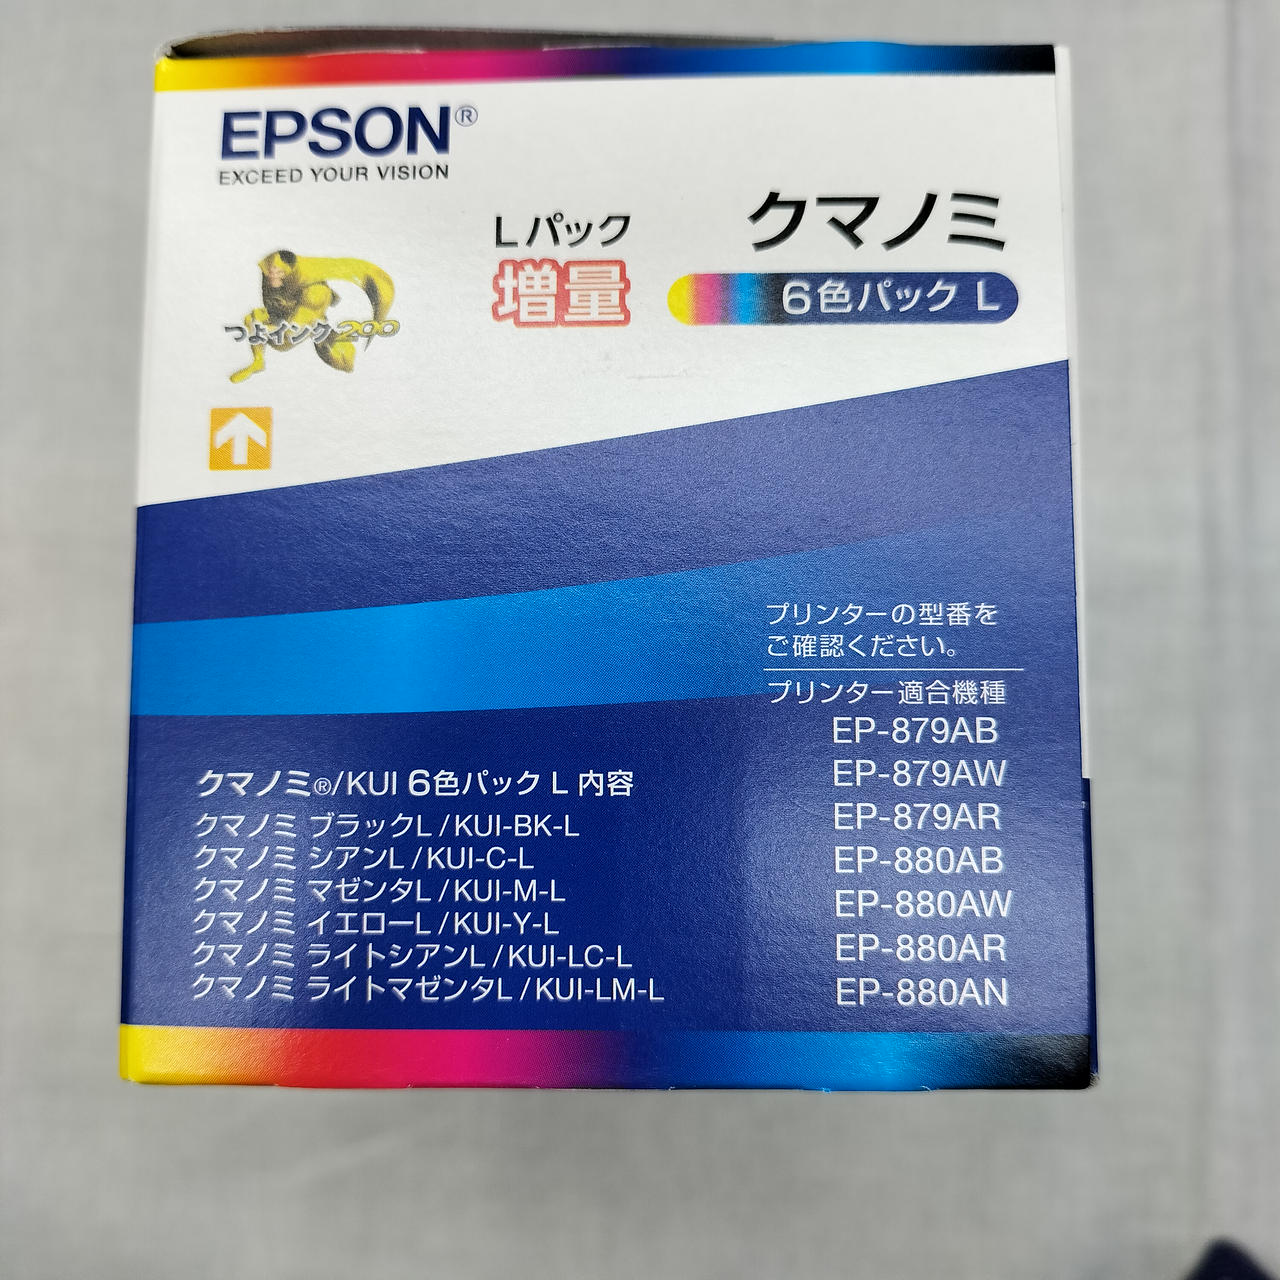 EPSON®
EXCEED YOUR VISION
Lパック
増量
クマノミ
6色パック L
つよインク200
プリンターの型番を
ご確認ください。
プリンター適合機種
EP-879AB
EP-879AW
EP-879AR
EP-880AB
EP-880AW
EP-880AR
EP-880AN
クマノミ®/KUI 6色パック L 内容
クマノミ ブラックL/KUI-BK-L
クマノミ シアンL/KUI-C-L
クマノミ マゼンタL/KUI-M-L
クマノミ イエローL/KUI-Y-L
クマノミ ライトシアンL/KUI-LC-L
クマノミ ライトマゼンタL/KUI-LM-L